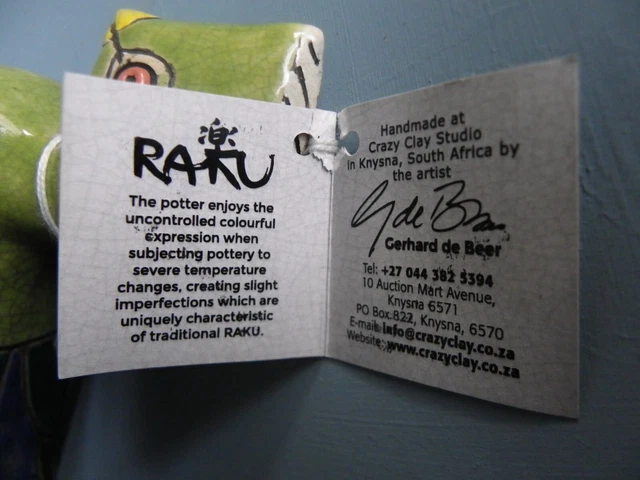 楽
RAKU
The potter enjoys the
uncontrolled colourful
expression when
subjecting pottery to
severe temperature
changes, creating slight
imperfections which are
uniquely characteristic
of traditional RAKU.
Handmade at
Crazy Clay Studio
in Knysna, South Africa by
the artist
G de Beer
Gerhard de Beer
Tel: +27 044 382 5394
10 Auction Mart Avenue,
Knysna 6571
PO Box 822, Knysna, 6570
E-mail: info@crazyclay.co.za
Website: www.crazyclay.co.za